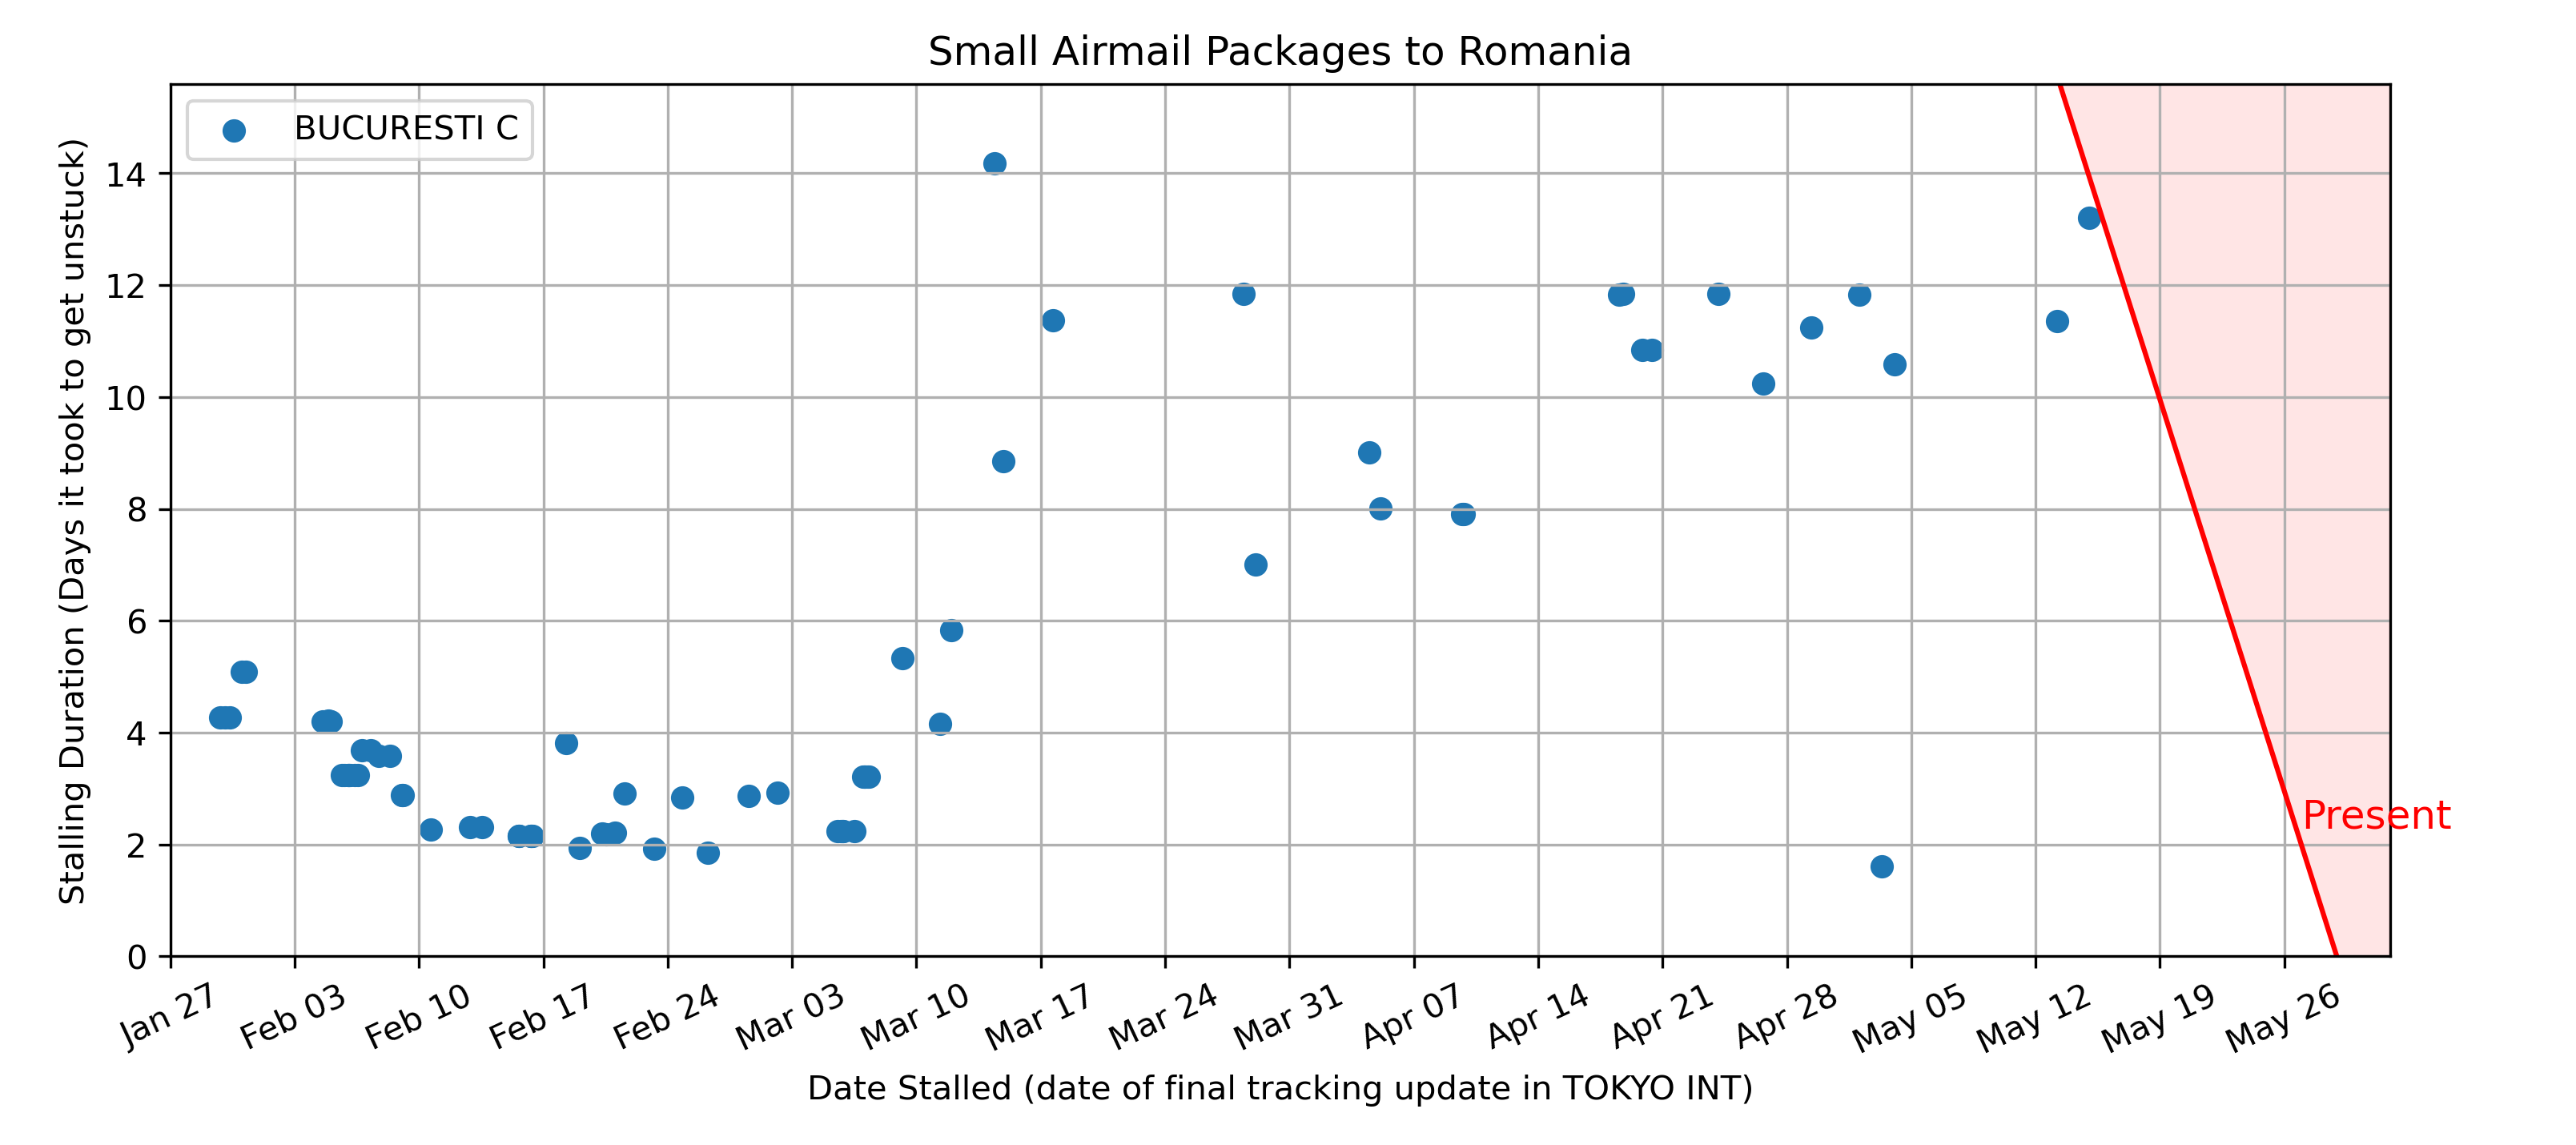 Small Airmail Packages to Romania
BUCURESTI C
Stalling Duration (Days it took to get unstuck)
14
12
10
8
6
4
2
0
Present
Jan 27
Feb 03
Feb 10
Feb 17
Feb 24
Mar 03
Mar 10
Mar 17
Mar 24
Mar 31
Apr 07
Apr 14
Apr 21
Apr 28
May 05
May 12
May 19
May 26
Date Stalled (date of final tracking update in TOKYO INT)